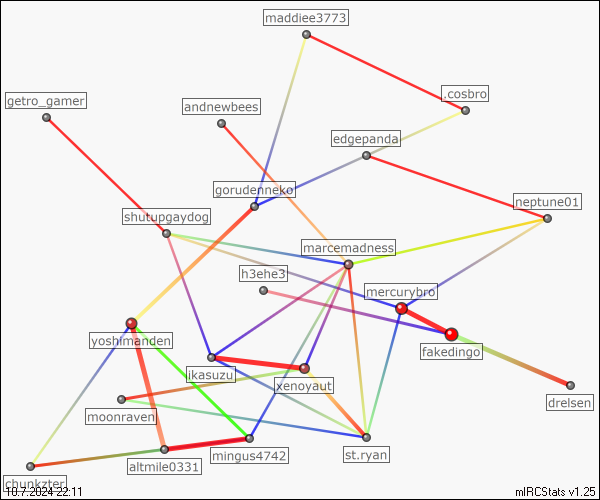 maddiee3773
getro_gamer
andnewbees
.cosbro
edgepanda
gorudenneko
neptune01
shutupgaydog
marcemadness
h3ehe3
mercurybro
yoshimanden
fakedingo
ikasuzu
xenoyaut
drelsen
moonraven
mingus4742
st.ryan
altmile0331
chunkzter
10.7.2024 22:11
mIRCStats v1.25